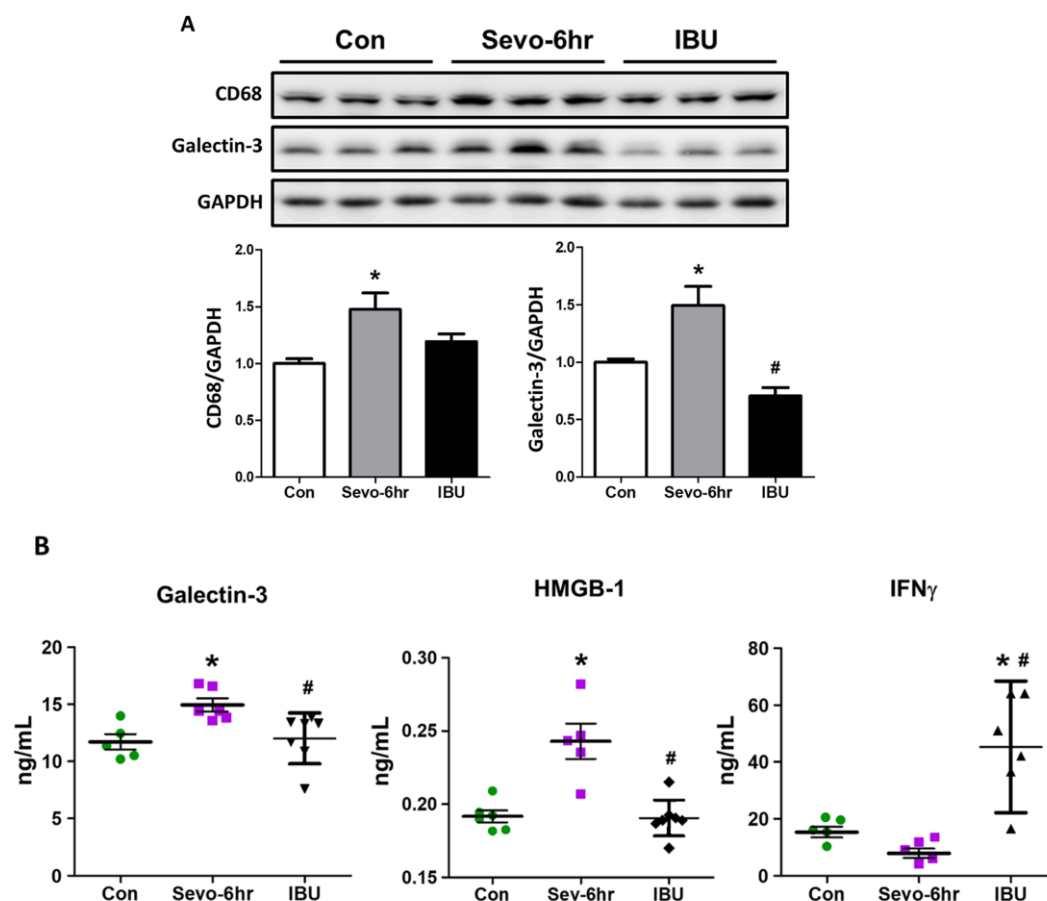 A
Con Sevo-6hr IBU
CD68
Galectin-3
GAPDH
CD68/GAPDH
2.0
1.5
1.0
0.5
0.0
*
Con Sevo-6hr IBU
Galectin-3/GAPDH
2.0
1.5
1.0
0.5
0.0
*
#
Con Sevo-6hr IBU
B
Galectin-3
ng/mL
20
15
10
5
0
*
#
Con Sevo-6hr IBU
HMGB-1
ng/mL
0.30
0.25
0.20
0.15
0.10
*
#
Con Sev-6hr IBU
IFNγ
ng/mL
80
60
40
20
0
* #
Con Sevo-6hr IBU